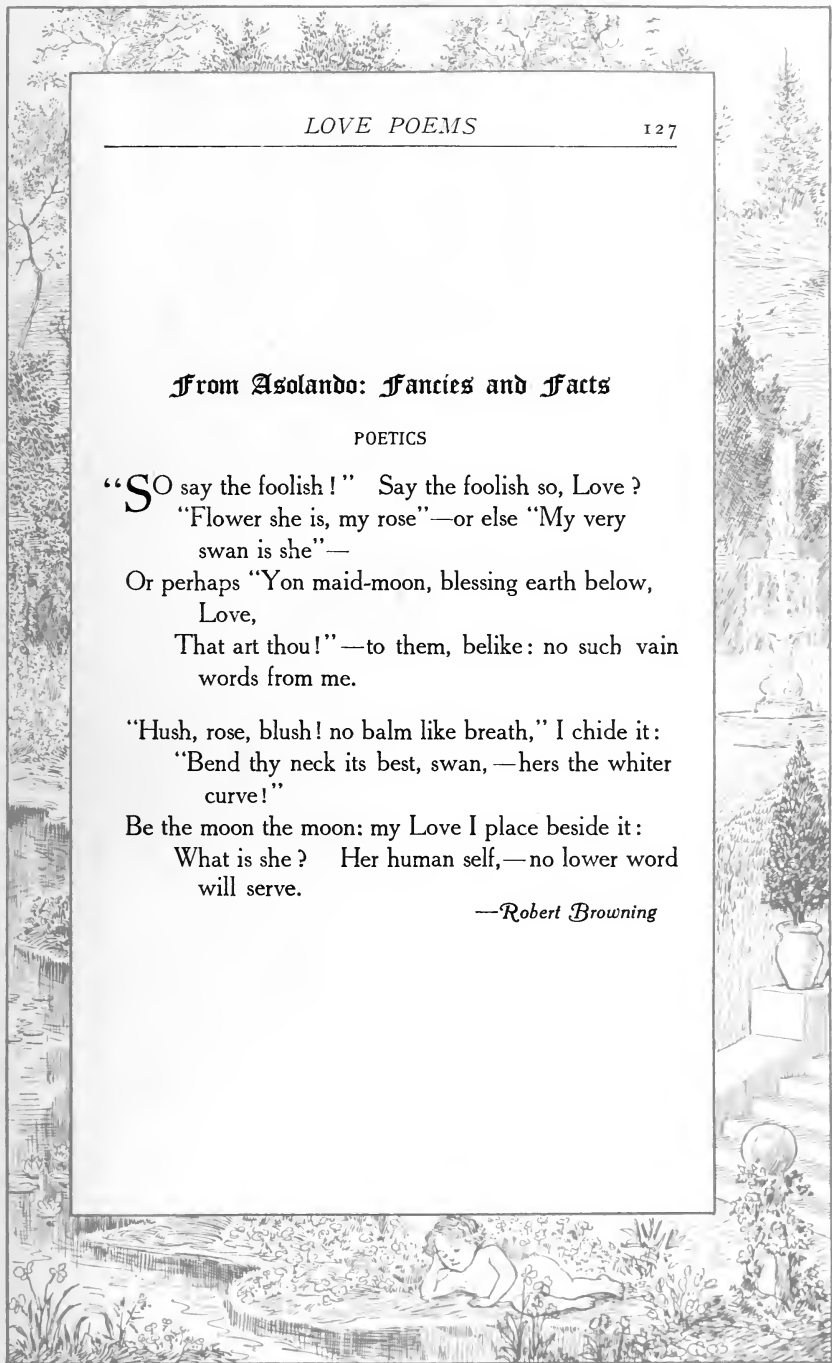 LOVE POEMS 127
From Asolando: Fancies and Facts
POETICS
“SO say the foolish!” Say the foolish so, Love?
“Flower she is, my rose”—or else “My very
swan is she”—
Or perhaps “Yon maid-moon, blessing earth below,
Love,
That art thou!”—to them, belike: no such vain
words from me.
“Hush, rose, blush! no balm like breath,” I chide it:
“Bend thy neck its best, swan,—hers the whiter
curve!”
Be the moon the moon: my Love I place beside it:
What is she? Her human self,—no lower word
will serve.
—Robert Browning